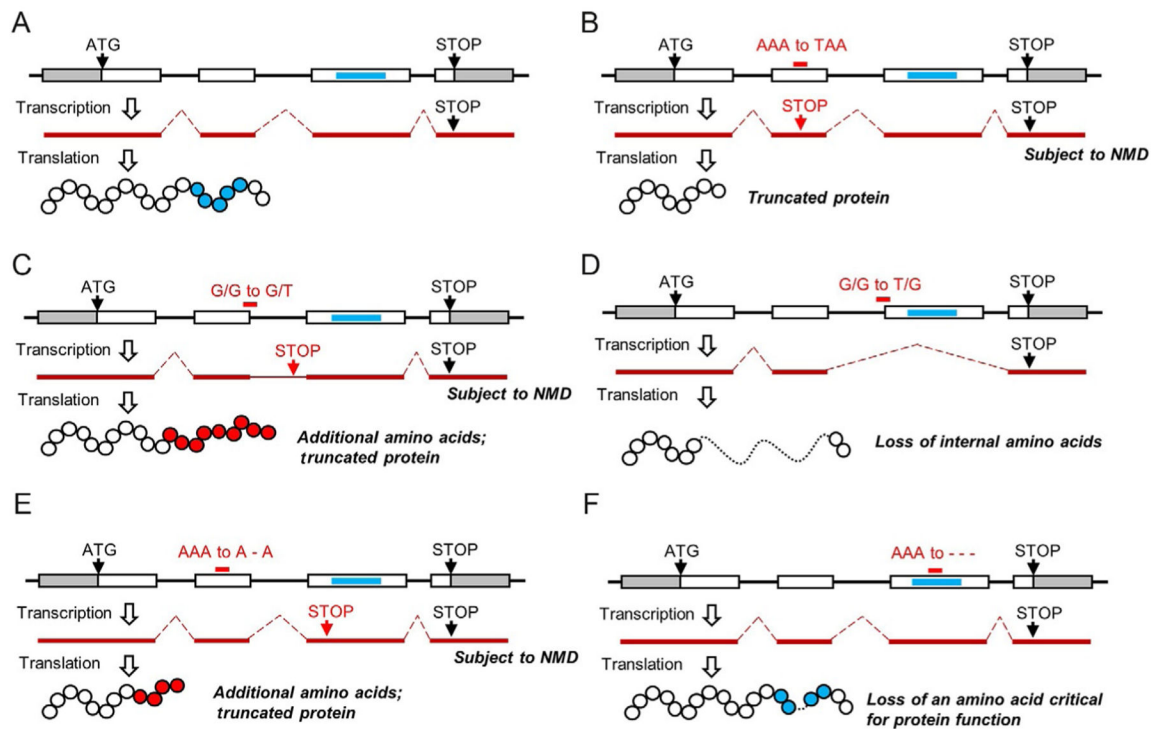 A
ATG
STOP
Transcription
STOP
Translation
B
AAA to TAA
ATG
STOP
Transcription
STOP
STOP
Translation
Subject to NMD
Truncated protein
C
ATG
G/G to G/T
STOP
Transcription
STOP
STOP
Translation
Subject to NMD
Additional amino acids;
truncated protein
D
ATG
G/G to T/G
STOP
Transcription
STOP
Translation
Loss of internal amino acids
E
ATG
AAA to A - A
STOP
Transcription
STOP
STOP
Translation
Subject to NMD
Additional amino acids;
truncated protein
F
ATG
AAA to - - -
STOP
Transcription
STOP
Translation
Loss of an amino acid critical
for protein function